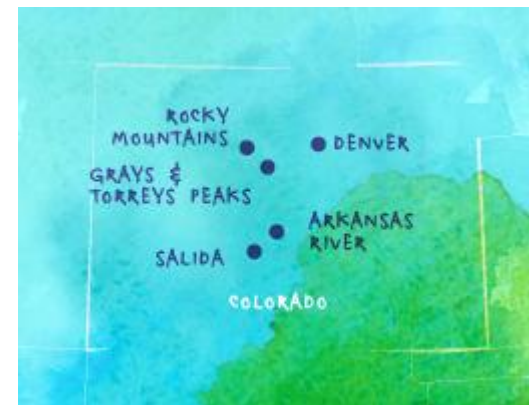 ROCKY
MOUNTAINS
DENVER
GRAYS &
TORREYS PEAKS
ARKANSAS
RIVER
SALIDA
COLORADO